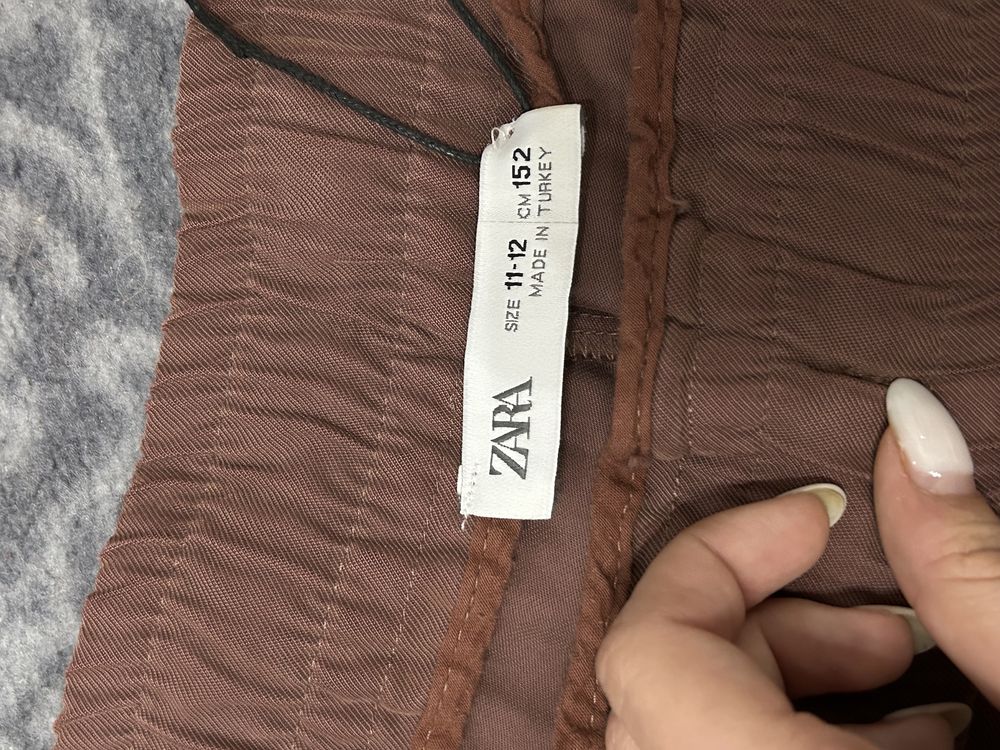 ZARA
SIZE 11-12 CM 152
MADE IN TURKEY